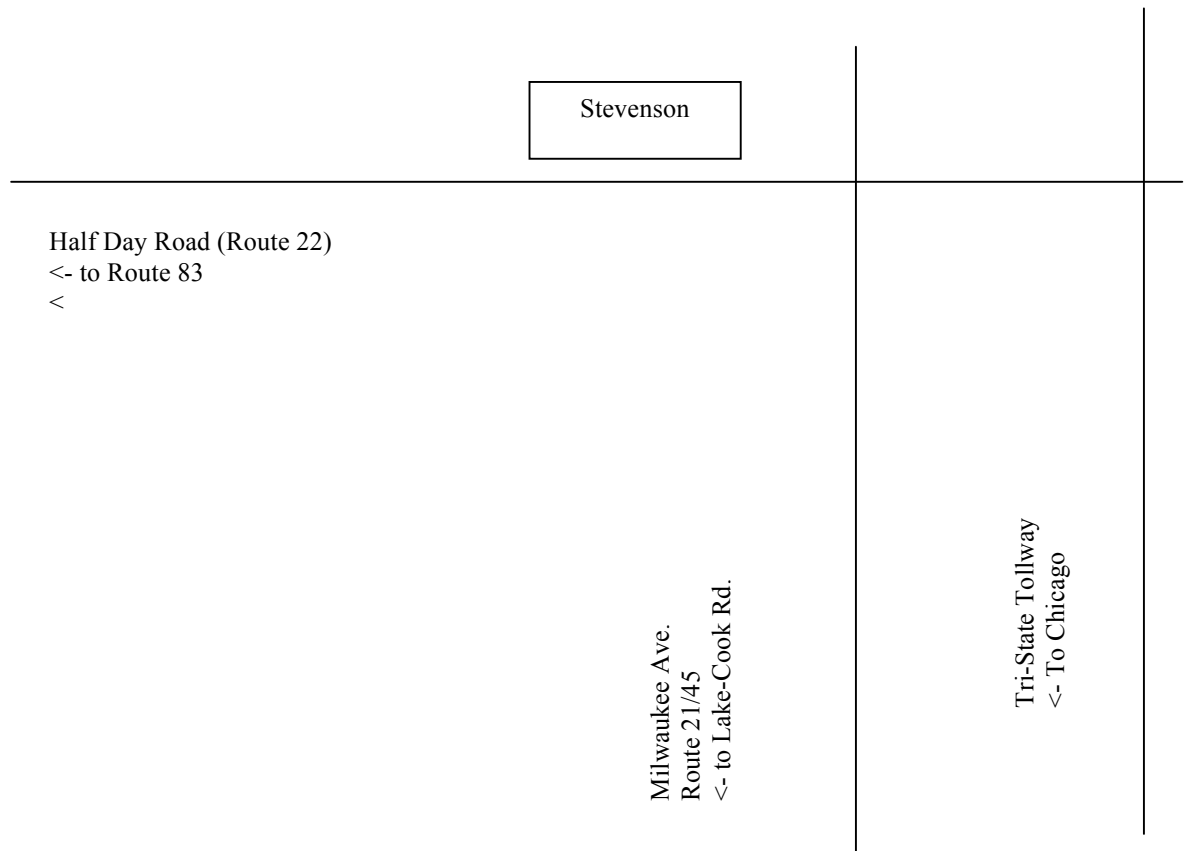 Stevenson
Half Day Road (Route 22)
<- to Route 83
<
Milwaukee Ave.
Route 21/45
<- to Lake-Cook Rd.
Tri-State Tollway
<- To Chicago